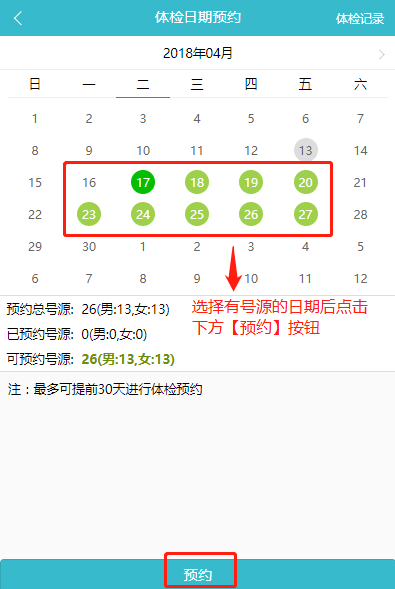 体检日期预约 体检记录
2018年04月
日 一 二 三 四 五 六
1 2 3 4 5 6 7
8 9 10 11 12 13 14
15 16 17 18 19 20 21
22 23 24 25 26 27 28
29 30 1 2 3 4 5
6 7 8 9 10 11 12
预约总号源: 26(男:13,女:13)
已预约号源: 0(男:0,女:0)
可预约号源: 26(男:13,女:13)
选择有号源的日期后点击
下方【预约】按钮
注：最多可提前30天进行体检预约
预约